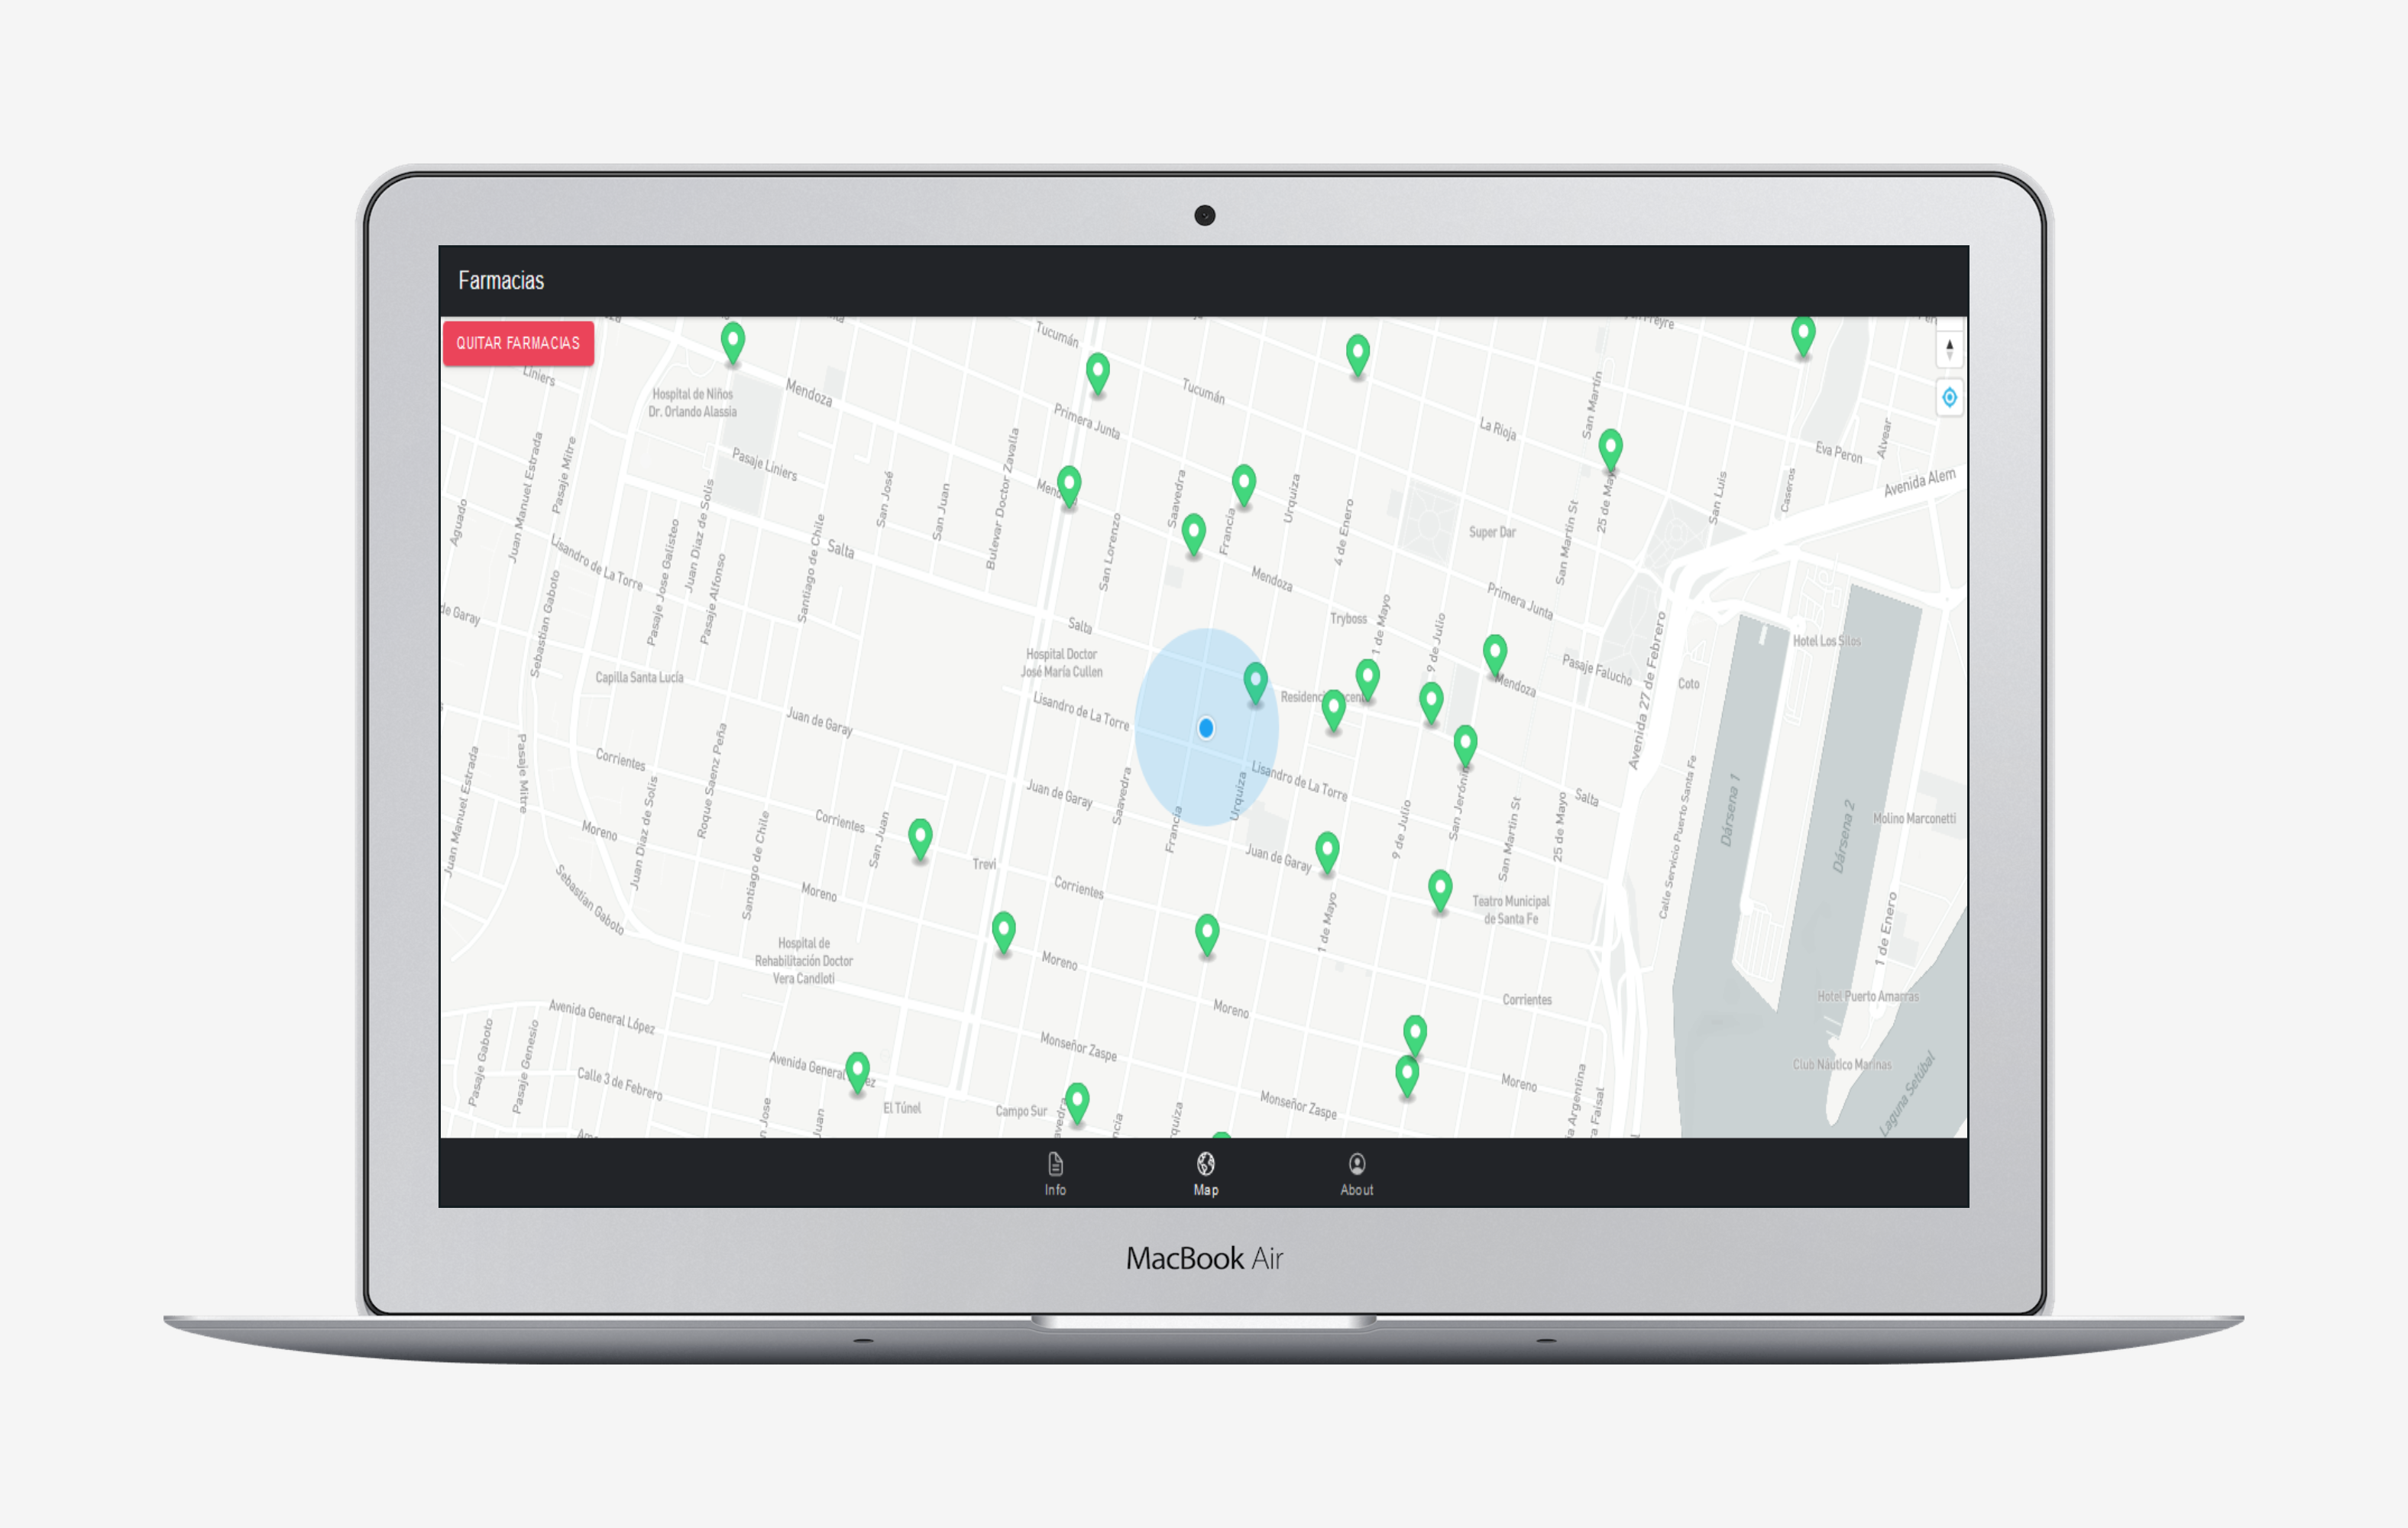 Farmacias
QUITAR FARMACIAS
Tucumán
Liniers
Hospital de Niños
Dr. Orlando Alassia
Mendoza
Tucumán
Primera Junta
La Rioja
San Martín
Eva Peron
Alvear
Avenida Alem
Pasaje Liniers
Juan Manuel Estrada
Pasaje Mitre
Aguado
San José
San Juan
Bulevar Doctor Zavalla
Saavedra
Urquiza
Francia
4 de Enero
Super Dar
San Martín St
San Luis
Caseros
Lisandro de La Torre
Pasaje Jose Galisteo
Juan Diaz de Solis
Pasaje Alfonso
Santiago de Chile
Salta
San Lorenzo
Mendoza
Primera Junta
Tryboss
1 de Mayo
9 de Julio
de Garay
Sebastian Gaboto
Salta
Hospital Doctor
José María Cullen
Hotel Los Silos
Pasaje Falucho
Avenida 27 de Febrero
Coto
Capilla Santa Lucía
Mendoza
Lisandro de La Torre
Juan de Garay
Corrientes
Pasaje Mitre
Juan Manuel Estrada
Juan Diaz de Solis
Roque Saenz Peña
Juan de Garay
Saavedra
Francia
Urquiza
Lisandro de La Torre
Salta
San Martín St
25 de Mayo
9 de Julio
Calle Servicio Puerto Santa Fe
Dársena 1
Dársena 2
Molino Marconetti
Moreno
Corrientes
San Juan
Trevi
Santiago de Chile
Moreno
Corrientes
Juan de Garay
1 de Mayo
Teatro Municipal
de Santa Fe
Sebastían Gaboto
Hospital de
Rehabilitación Doctor
Vera Candioti
Moreno
Moreno
Corrientes
1 de Enero
Hotel Puerto Amarras
Avenida General López
Pasaje Gaboto
Pasaje Genesio
Calle 3 de Febrero
Monseñor Zaspe
Monseñor Zaspe
Moreno
Club Náutico Marinas
Laguna Setúbal
El Túnel
Campo Sur
Info
Map
About
MacBook Air